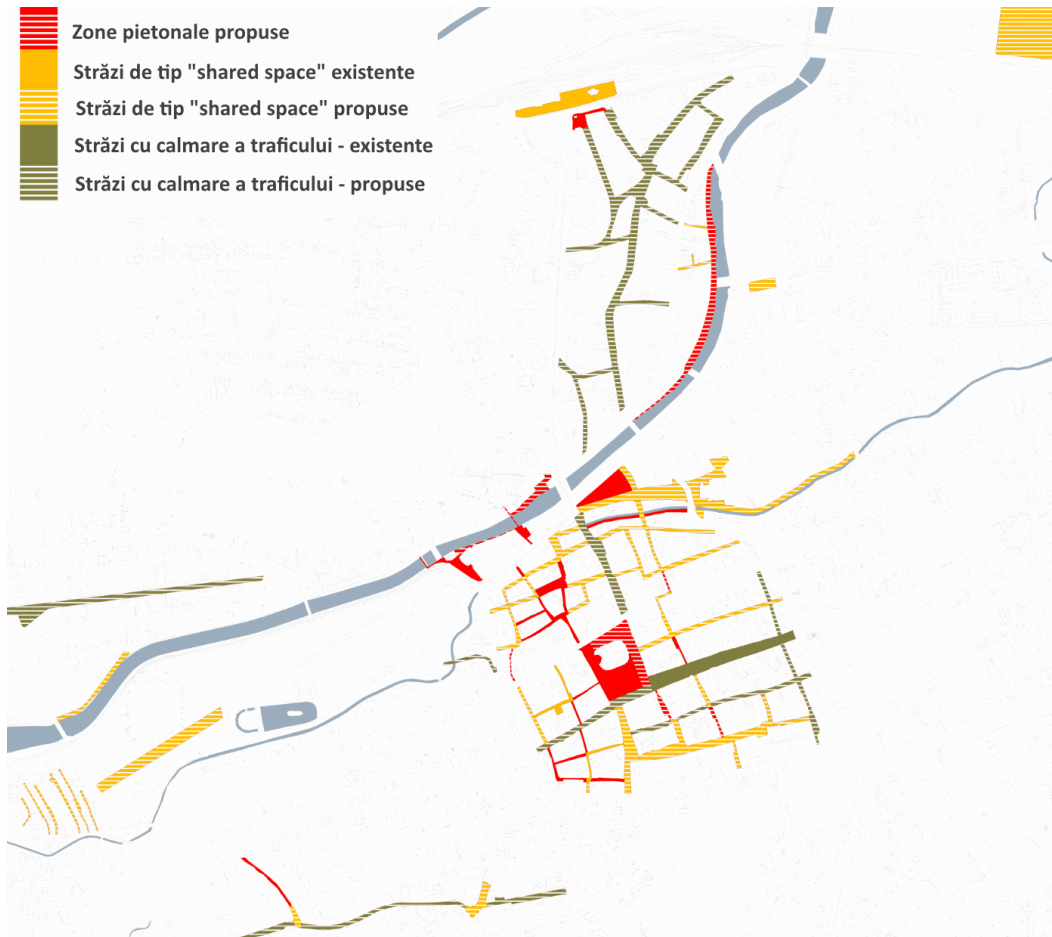 Zone pietonale propuse
Străzi de tip "shared space" existente
Străzi de tip "shared space" propuse
Străzi cu calmare a traficului - existente
Străzi cu calmare a traficului - propuse